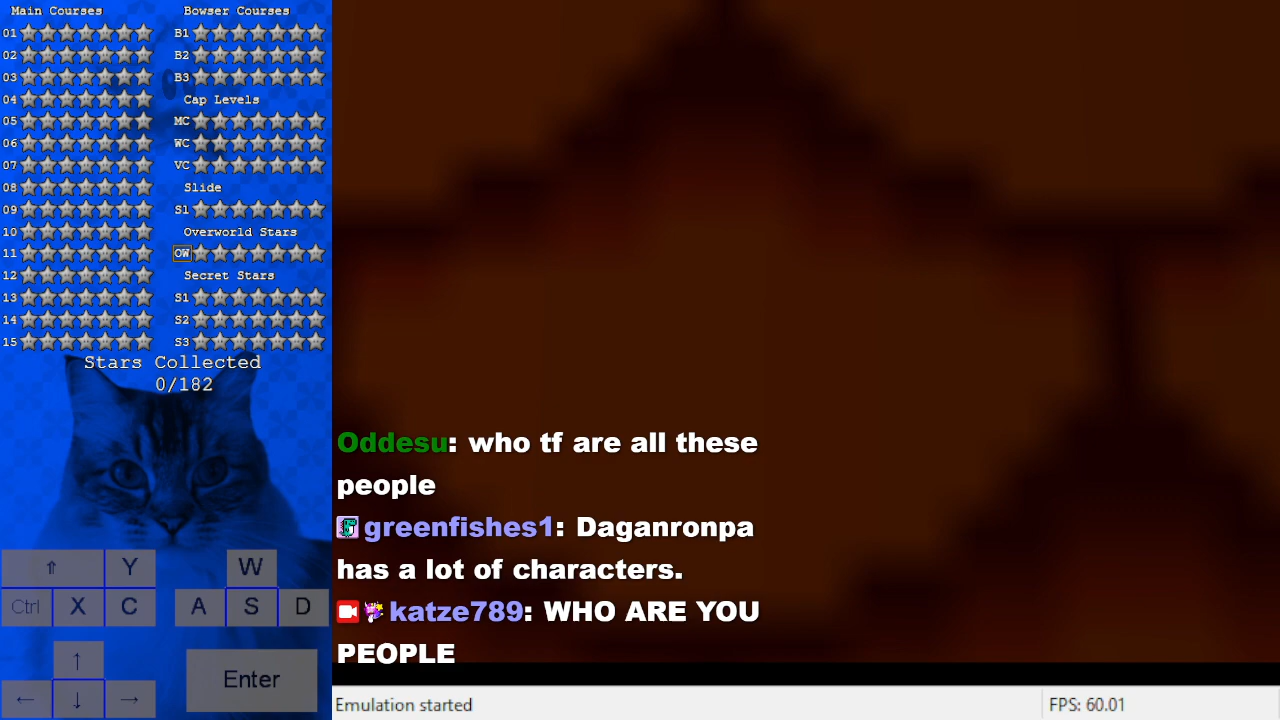 Main Courses
01
02
03
04
05
06
07
08
09
10
11
12
13
14
15
Bowser Courses
B1
B2
B3
Cap Levels
MC
WC
VC
Slide
S1
Overworld Stars
OW
Secret Stars
S1
S2
S3
Stars Collected
0/182
⇑ Y W
Ctrl X C A S D
↑
← ↓ → Enter
Oddesu: who tf are all these
people
greenfishes1: Daganronpa
has a lot of characters.
katze789: WHO ARE YOU
PEOPLE
Emulation started
FPS: 60.01